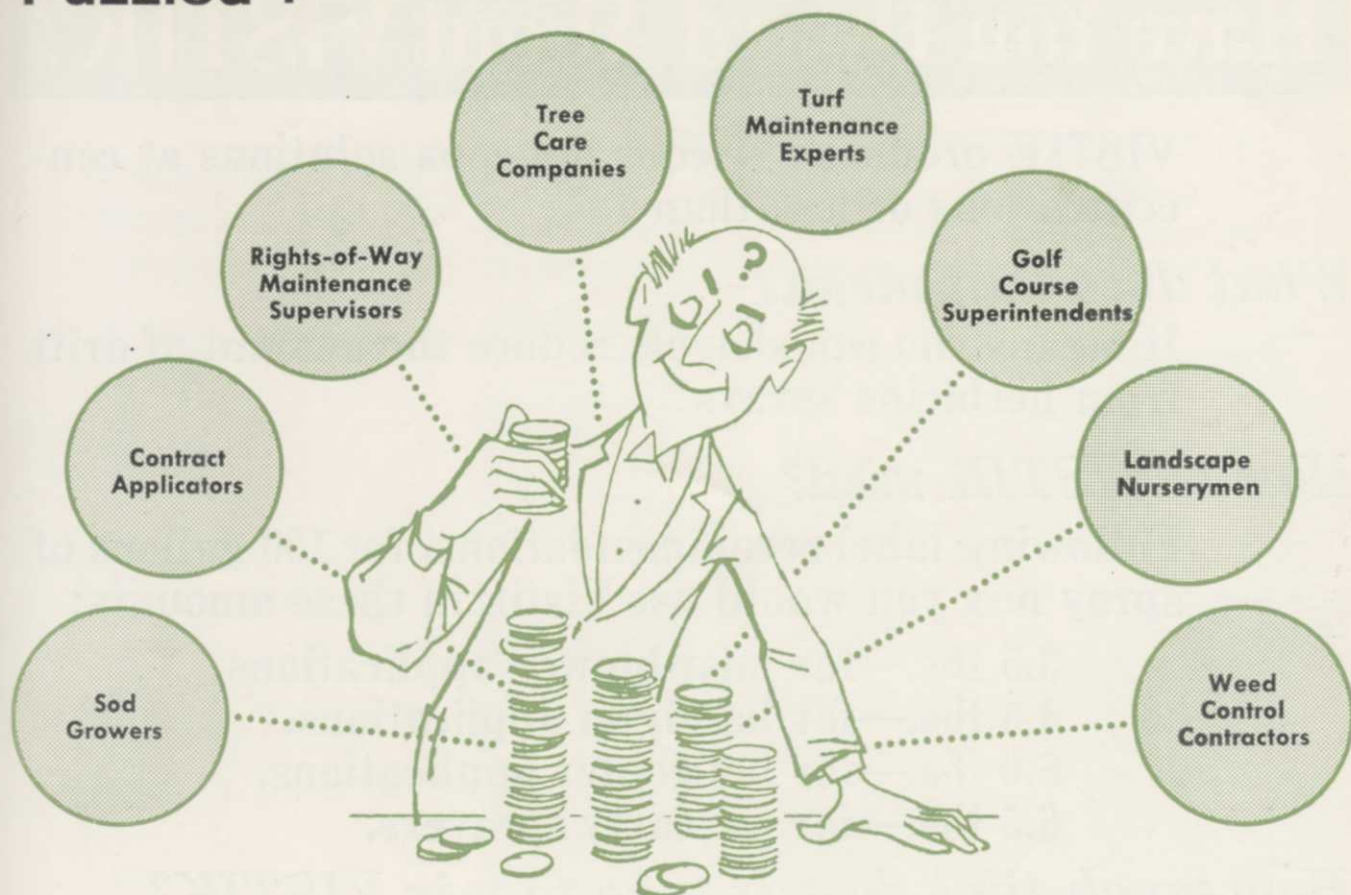 Puzzled ?
Tree
Care
Companies
Turf
Maintenance
Experts
Rights-of-Way
Maintenance
Supervisors
Golf
Course
Superintendents
Contract
Applicators
Landscape
Nurserymen
Sod
Growers
Weed
Control
Contractors
?